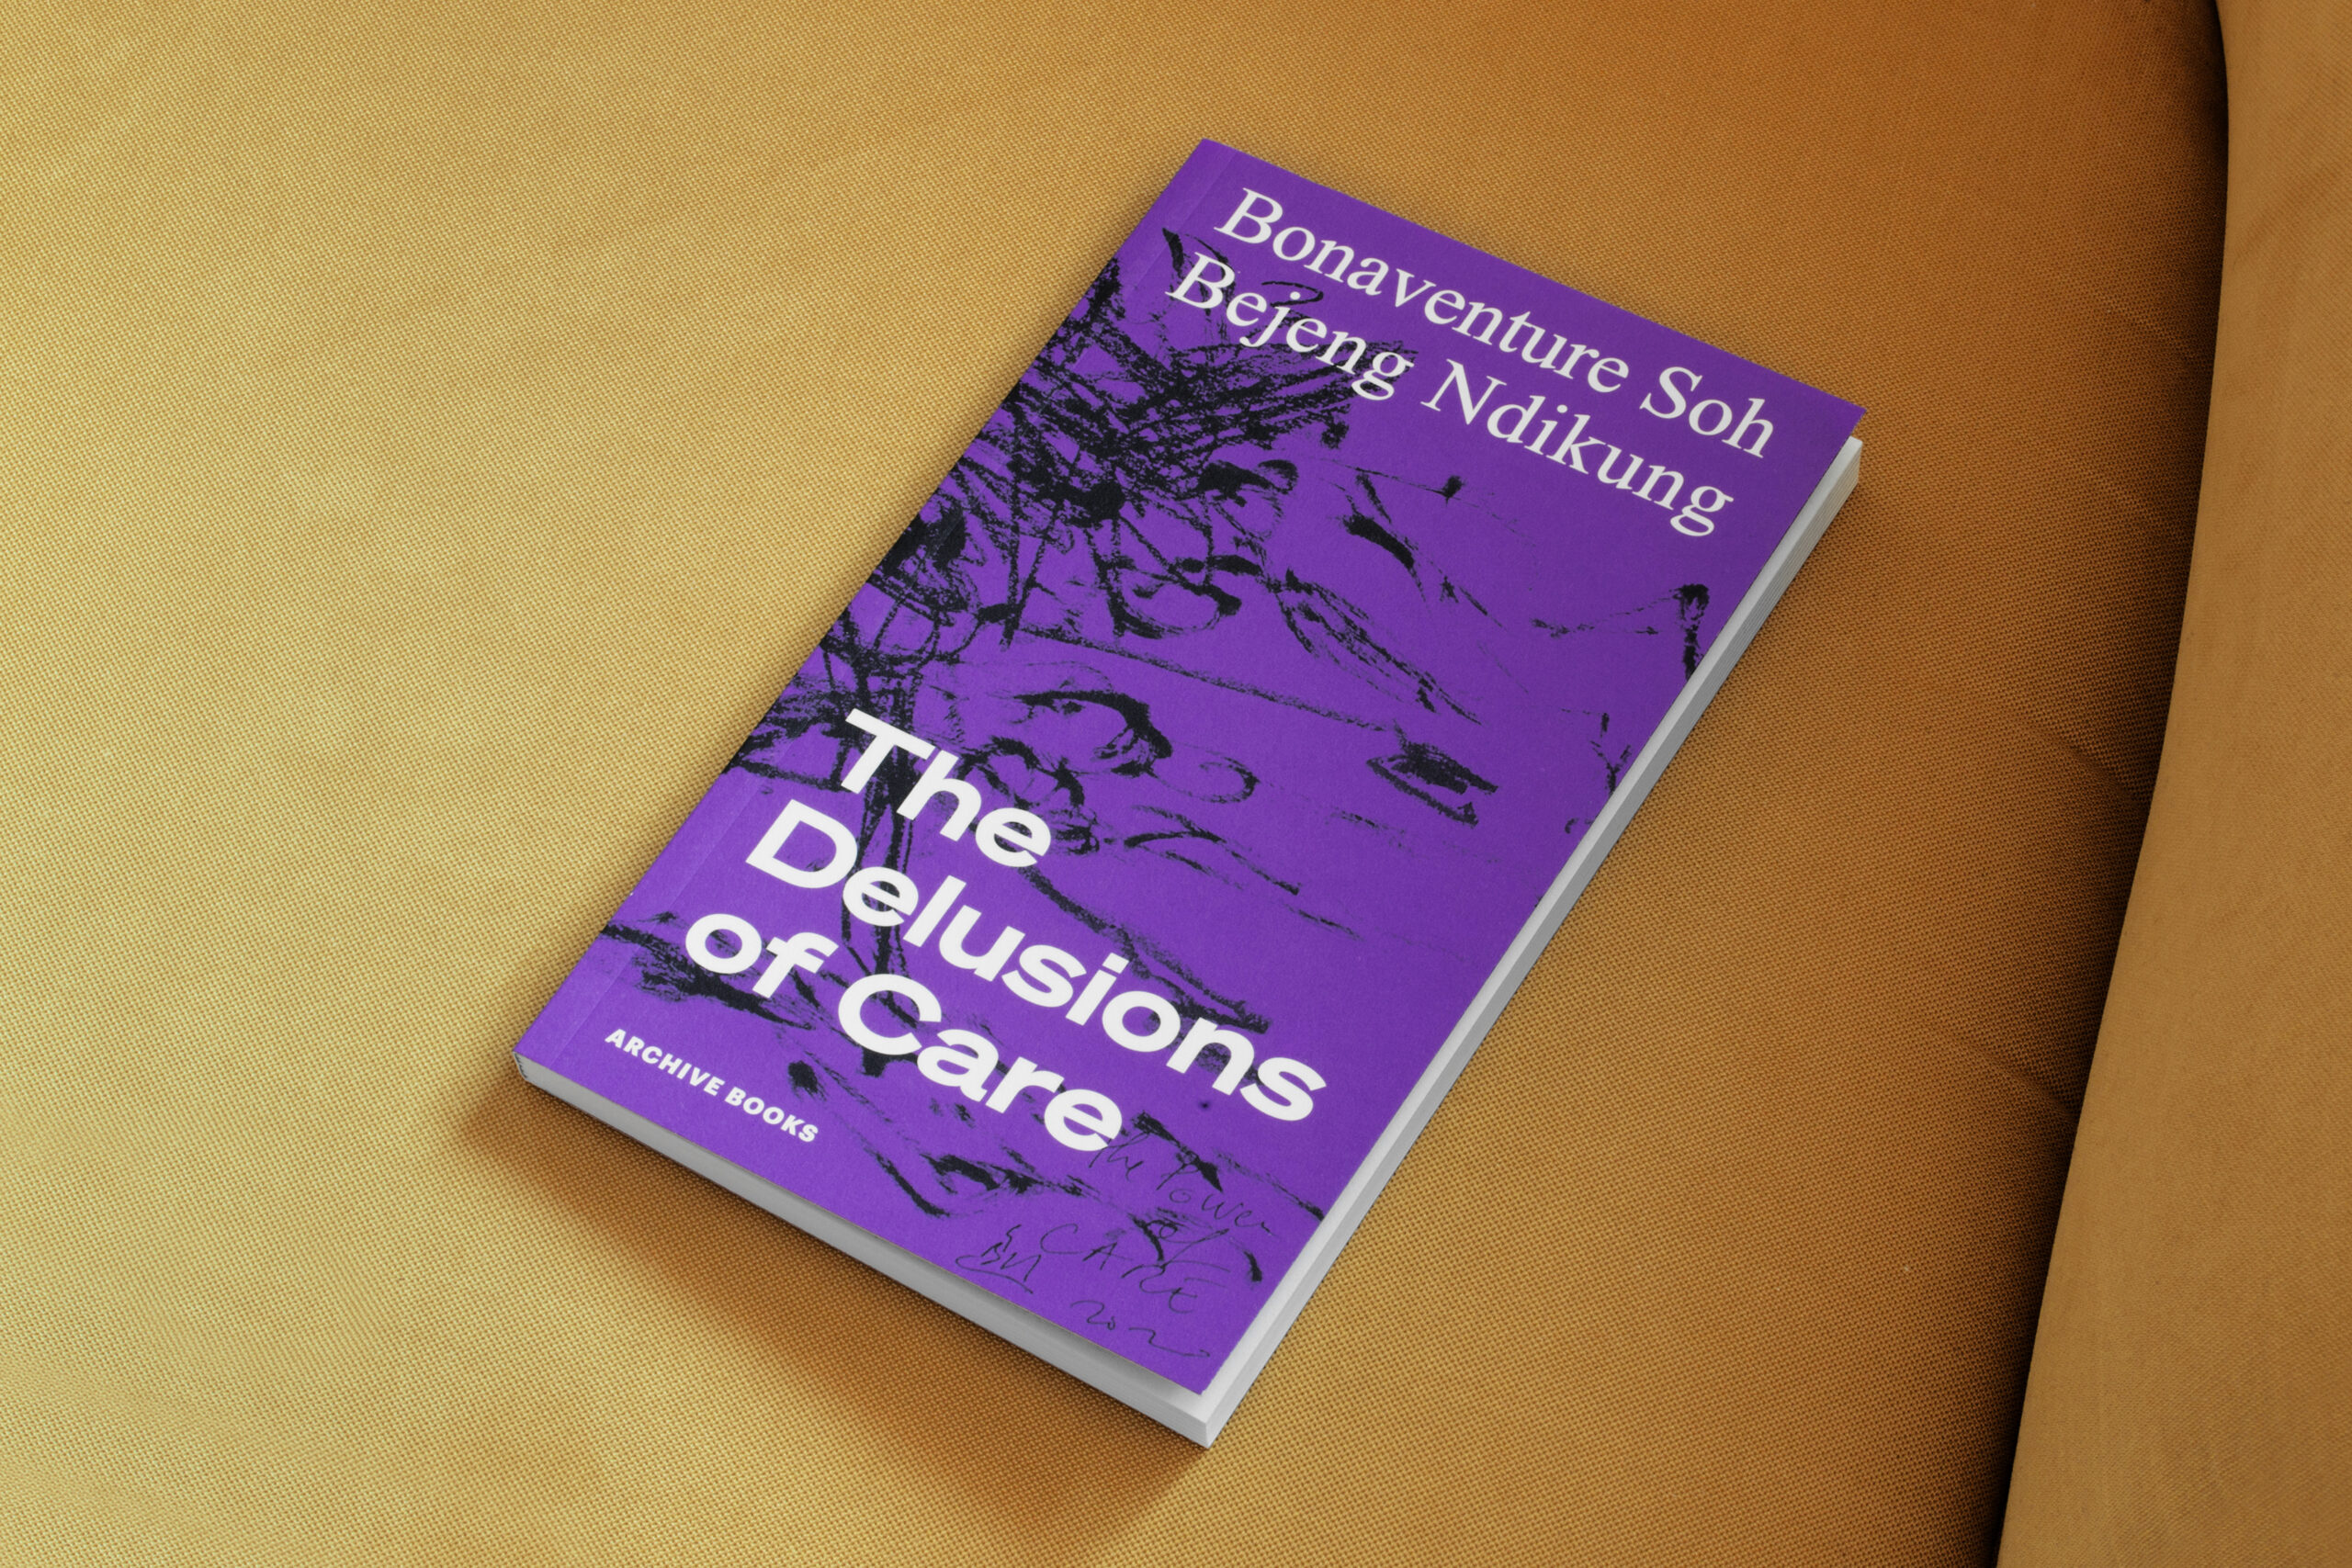 Bonaventure Soh
Bejeng Ndikung
The
Delusions
of Care
ARCHIVE BOOKS
The Power
of
CARE